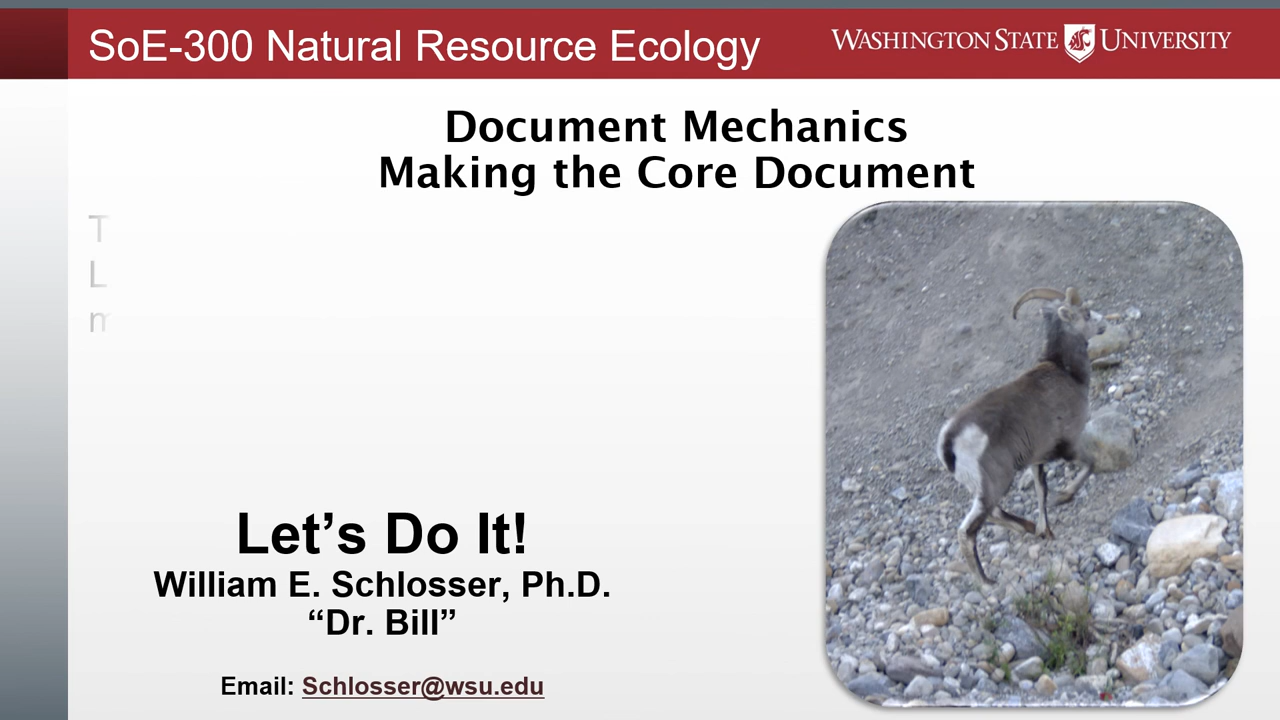 SoE-300 Natural Resource Ecology
WASHINGTON STATE UNIVERSITY
Document Mechanics
Making the Core Document
T
L
m
Let’s Do It!
William E. Schlosser, Ph.D.
“Dr. Bill”
Email: Schlosser@wsu.edu